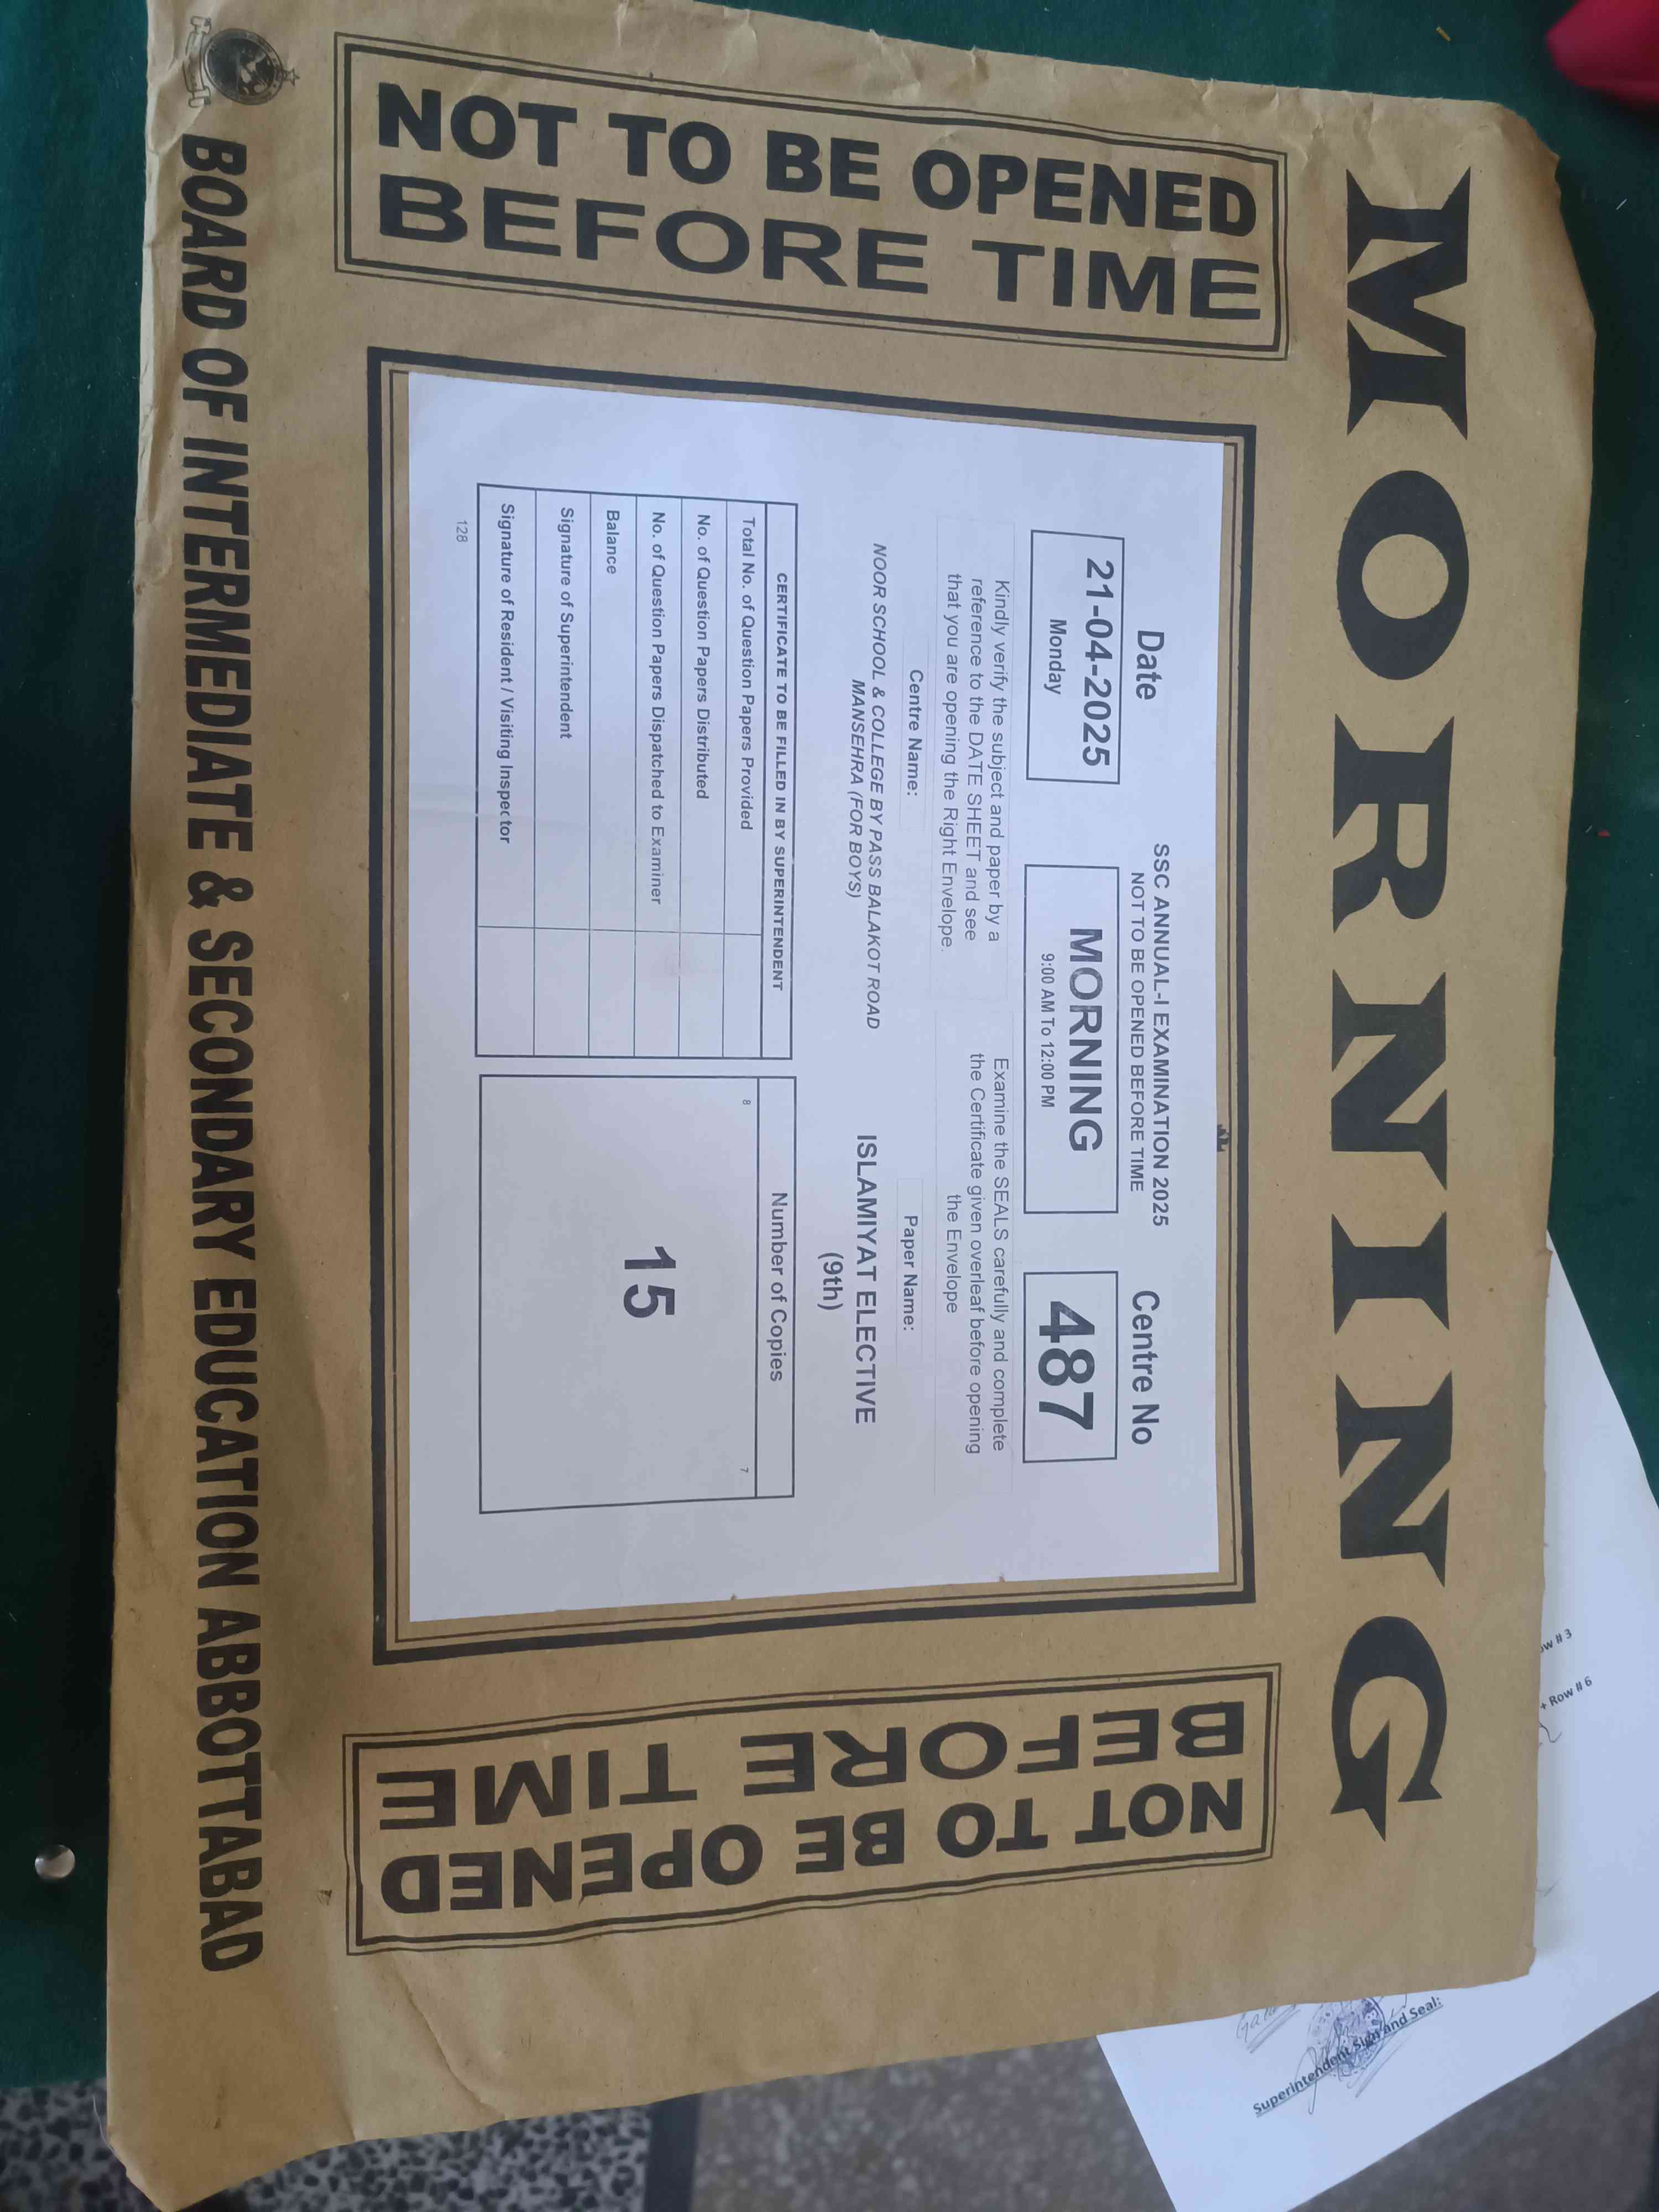 MORNING
NOT TO BE OPENED
BEFORE TIME
Date
21-04-2025
Monday
SSC ANNUAL-I EXAMINATION 2025
NOT TO BE OPENED BEFORE TIME
MORNING
9:00 AM To 12:00 PM
Centre No
487
Kindly verify the subject and paper by a
reference to the DATE SHEET and see
that you are opening the Right Envelope.
Examine the SEALS carefully and complete
the Certificate given overleaf before opening
the Envelope
Centre Name:
NOOR SCHOOL & COLLEGE BY PASS BALAKOT ROAD
MANSEHRA (FOR BOYS)
Paper Name:
ISLAMIYAT ELECTIVE
(9th)
CERTIFICATE TO BE FILLED IN BY SUPERINTENDENT
Total No. of Question Papers Provided
No. of Question Papers Distributed
No. of Question Papers Dispatched to Examiner
Balance
Signature of Superintendent
Signature of Resident / Visiting Inspector
128
Number of Copies
8
7
15
NOT TO BE OPENED
BEFORE TIME
BOARD OF INTERMEDIATE & SECONDARY EDUCATION ABBOTTABAD
# 3
+ Row # 6
Superintendent Sign and Seal: